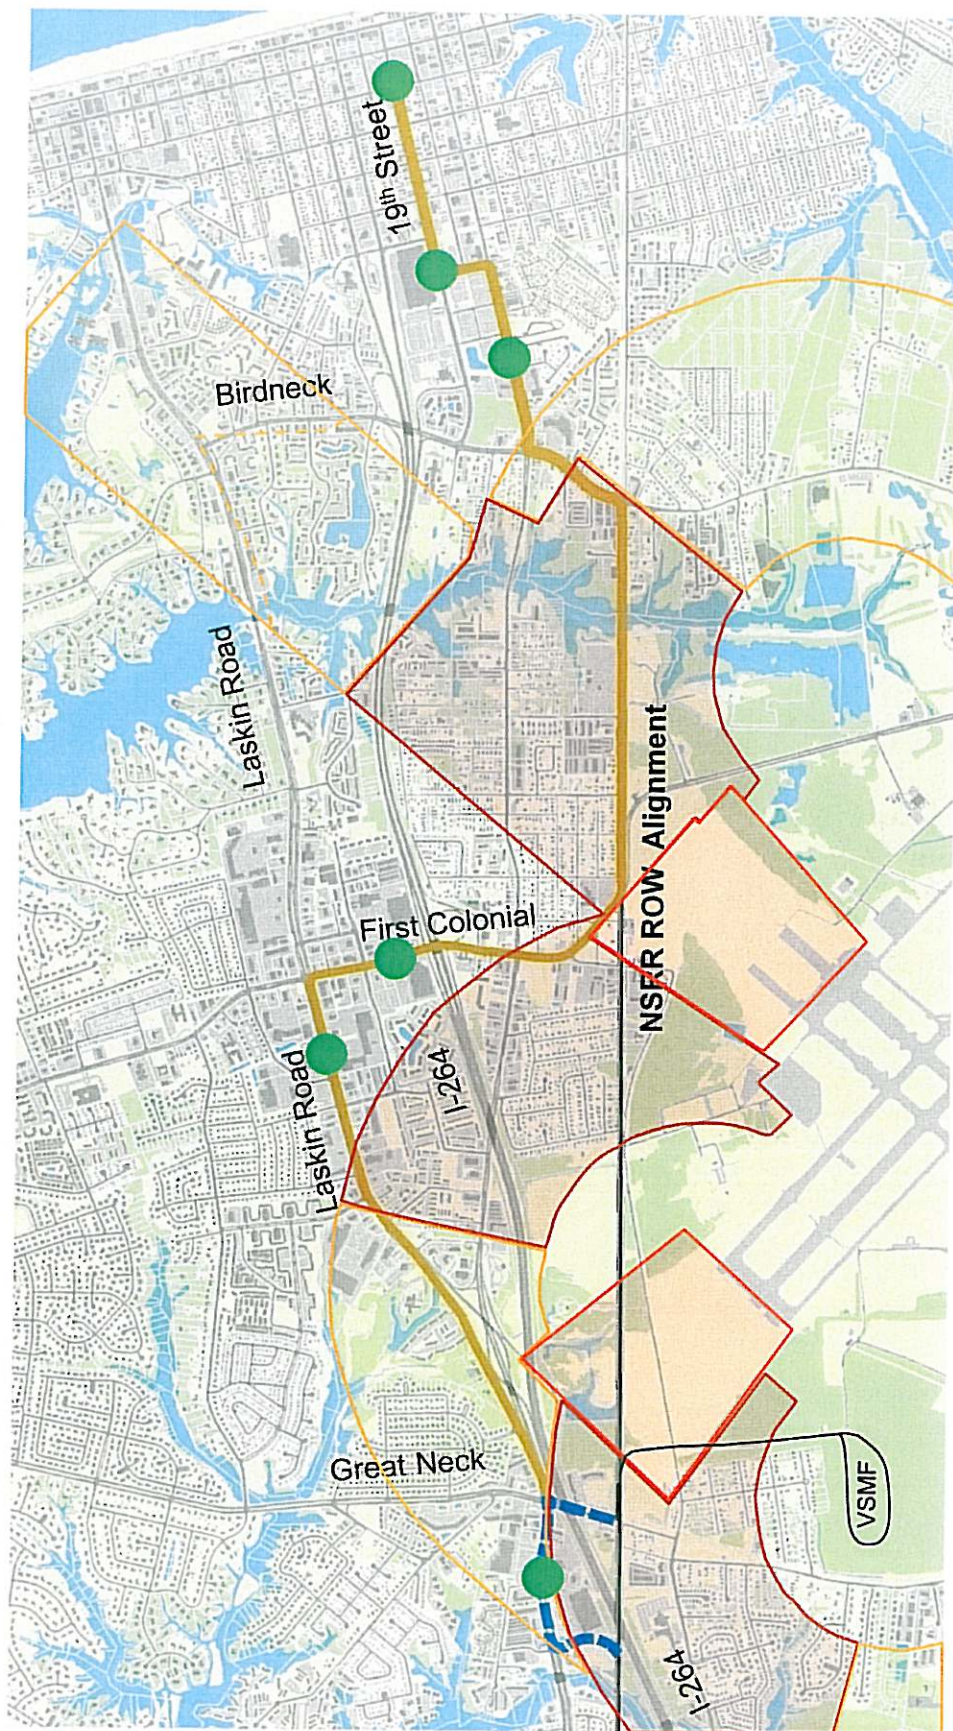 19th Street
Birdneck
Laskin Road
NSRR ROW Alignment
First Colonial
I-264
Laskin Road
Great Neck
VSMF
I-264